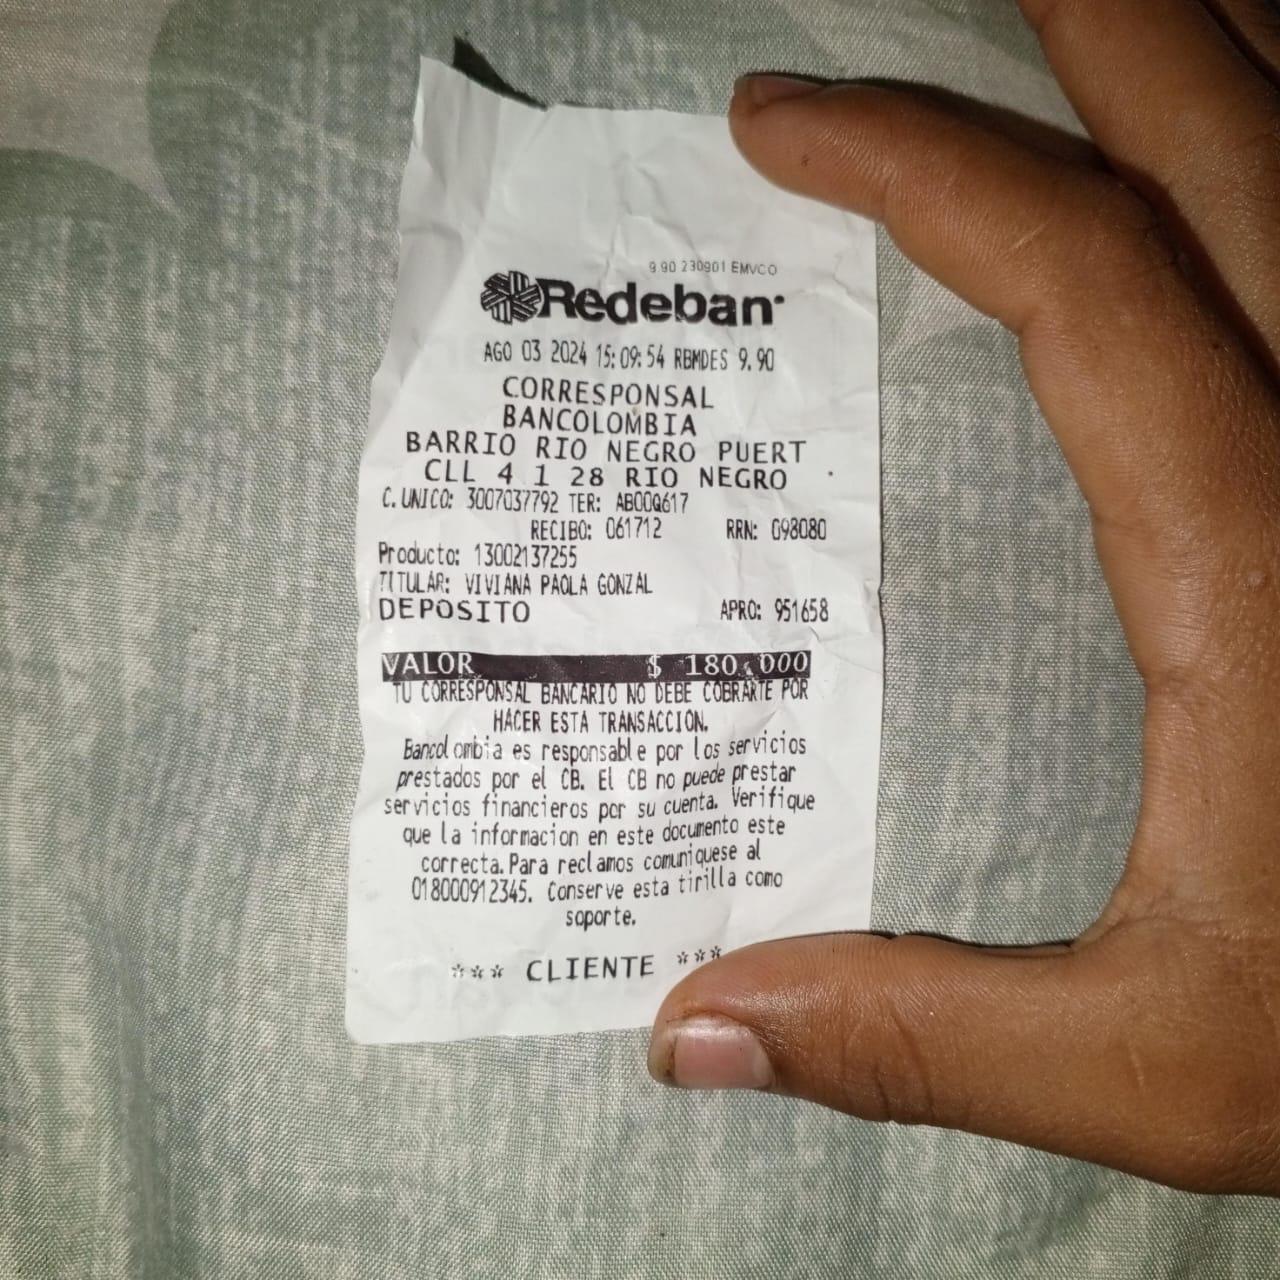 9.90 230901 EMVCO
Redeban
AGO 03 2024 15:09:54 RBMDES 9.90
CORRESPONSAL
BANCOLOMBIA
BARRIO RIO NEGRO PUERT
CLL 4 1 28 RIO NEGRO
C.UNICO: 3007037792 TER: AB00Q617
RECIBO: 061712 RRN: 098080
Producto: 13002137255
TITULAR: VIVIANA PAOLA GONZAL
DEPOSITO APRO: 951658
VALOR $ 180.000
TU CORRESPONSAL BANCARIO NO DEBE COBRARTE POR
HACER ESTA TRANSACCION.
Bancolombia es responsable por los servicios
prestados por el CB. El CB no puede prestar
servicios financieros por su cuenta. Verifique
que la informacion en este documento este
correcta.Para reclamos comuniquese al
018000912345. Conserve esta tirilla como
soporte.
*** CLIENTE ***